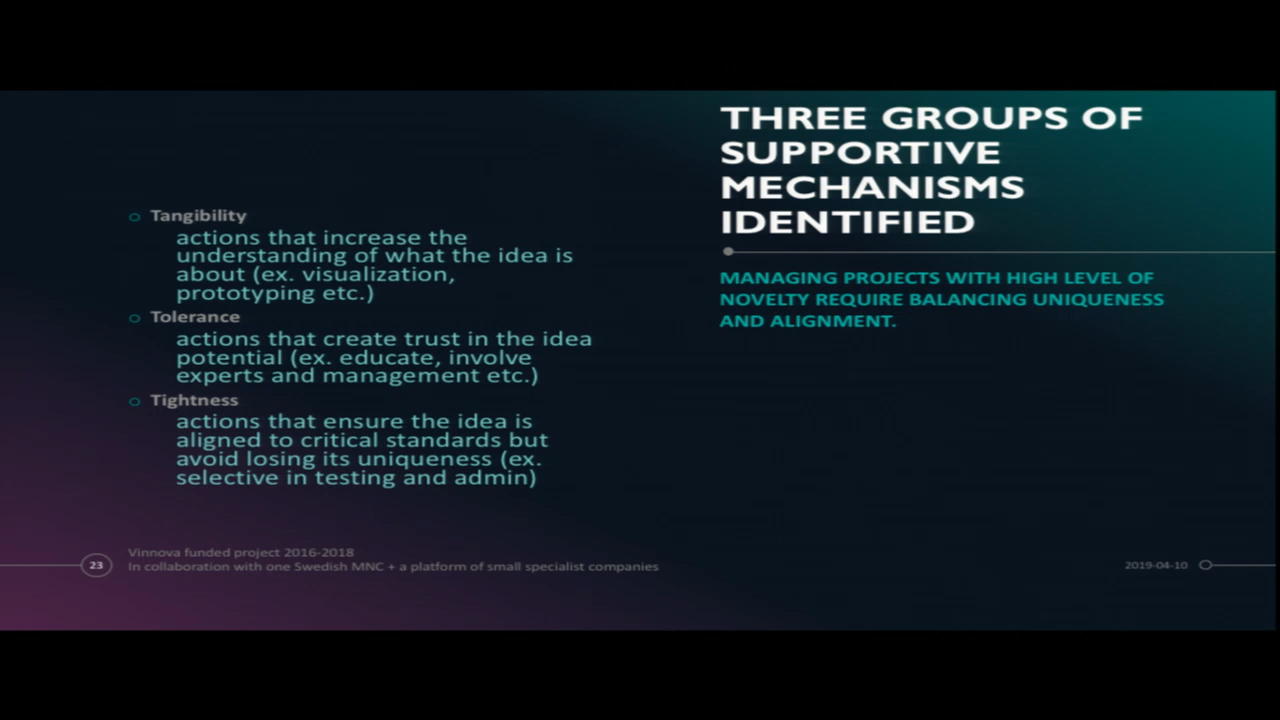 THREE GROUPS OF
SUPPORTIVE
MECHANISMS
IDENTIFIED
MANAGING PROJECTS WITH HIGH LEVEL OF
NOVELTY REQUIRE BALANCING UNIQUENESS
AND ALIGNMENT.
Tangibility
actions that increase the
understanding of what the idea is
about (ex. visualization,
prototyping etc.)
Tolerance
actions that create trust in the idea
potential (ex. educate, involve
experts and management etc.)
Tightness
actions that ensure the idea is
aligned to critical standards but
avoid losing its uniqueness (ex.
selective in testing and admin)
23
Vinnova funded project 2016-2018
In collaboration with one Swedish MNC + a platform of small specialist companies
2019-04-10